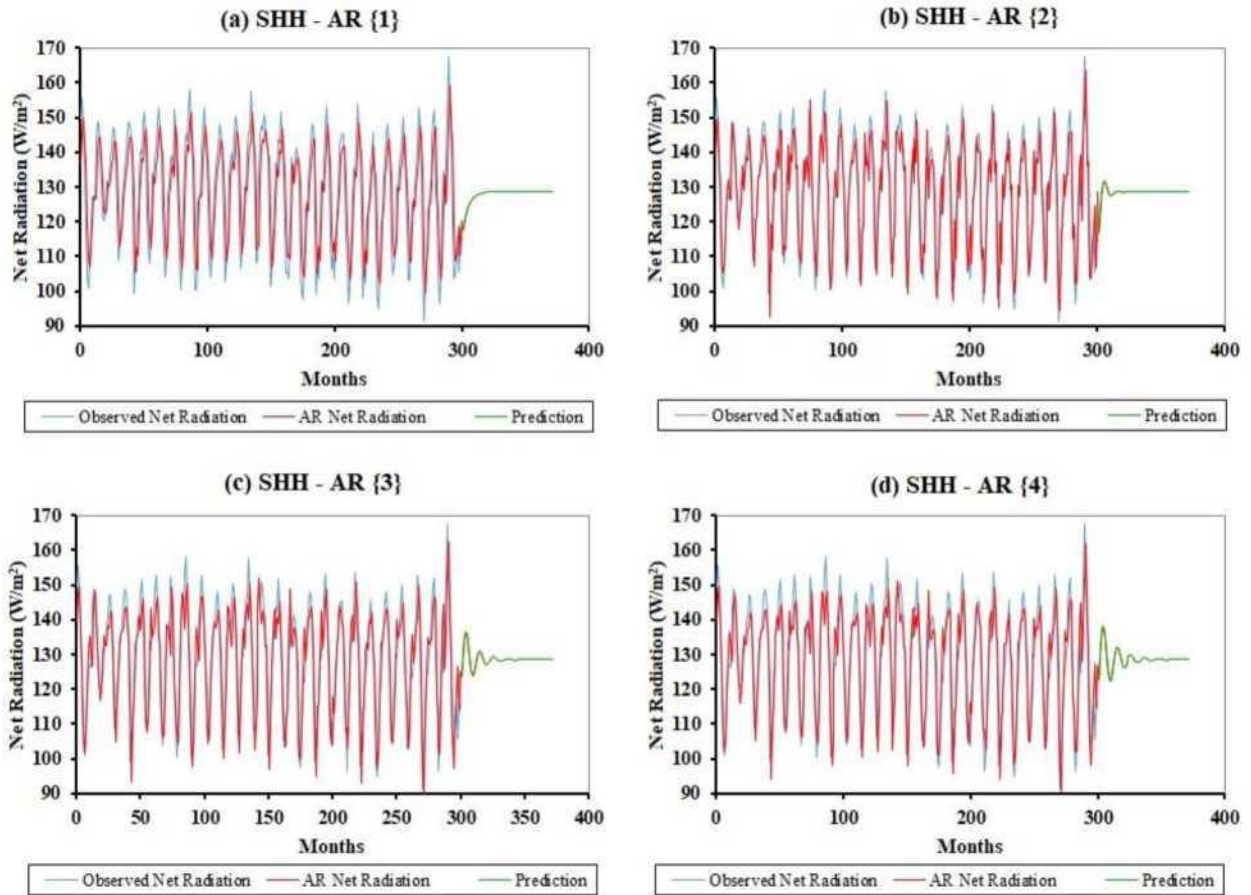 (a) SHH - AR {1}
Net Radiation (W/m²)
170
160
150
140
130
120
110
100
90
0 100 200 300 400
Months
Observed Net Radiation AR Net Radiation Prediction
(b) SHH - AR {2}
Net Radiation (W/m²)
170
160
150
140
130
120
110
100
90
0 100 200 300 400
Months
Observed Net Radiation AR Net Radiation Prediction
(c) SHH - AR {3}
Net Radiation (W/m²)
170
160
150
140
130
120
110
100
90
0 50 100 150 200 250 300 350 400
Months
Observed Net Radiation AR Net Radiation Prediction
(d) SHH - AR {4}
Net Radiation (W/m²)
170
160
150
140
130
120
110
100
90
0 100 200 300 400
Months
Observed Net Radiation AR Net Radiation Prediction